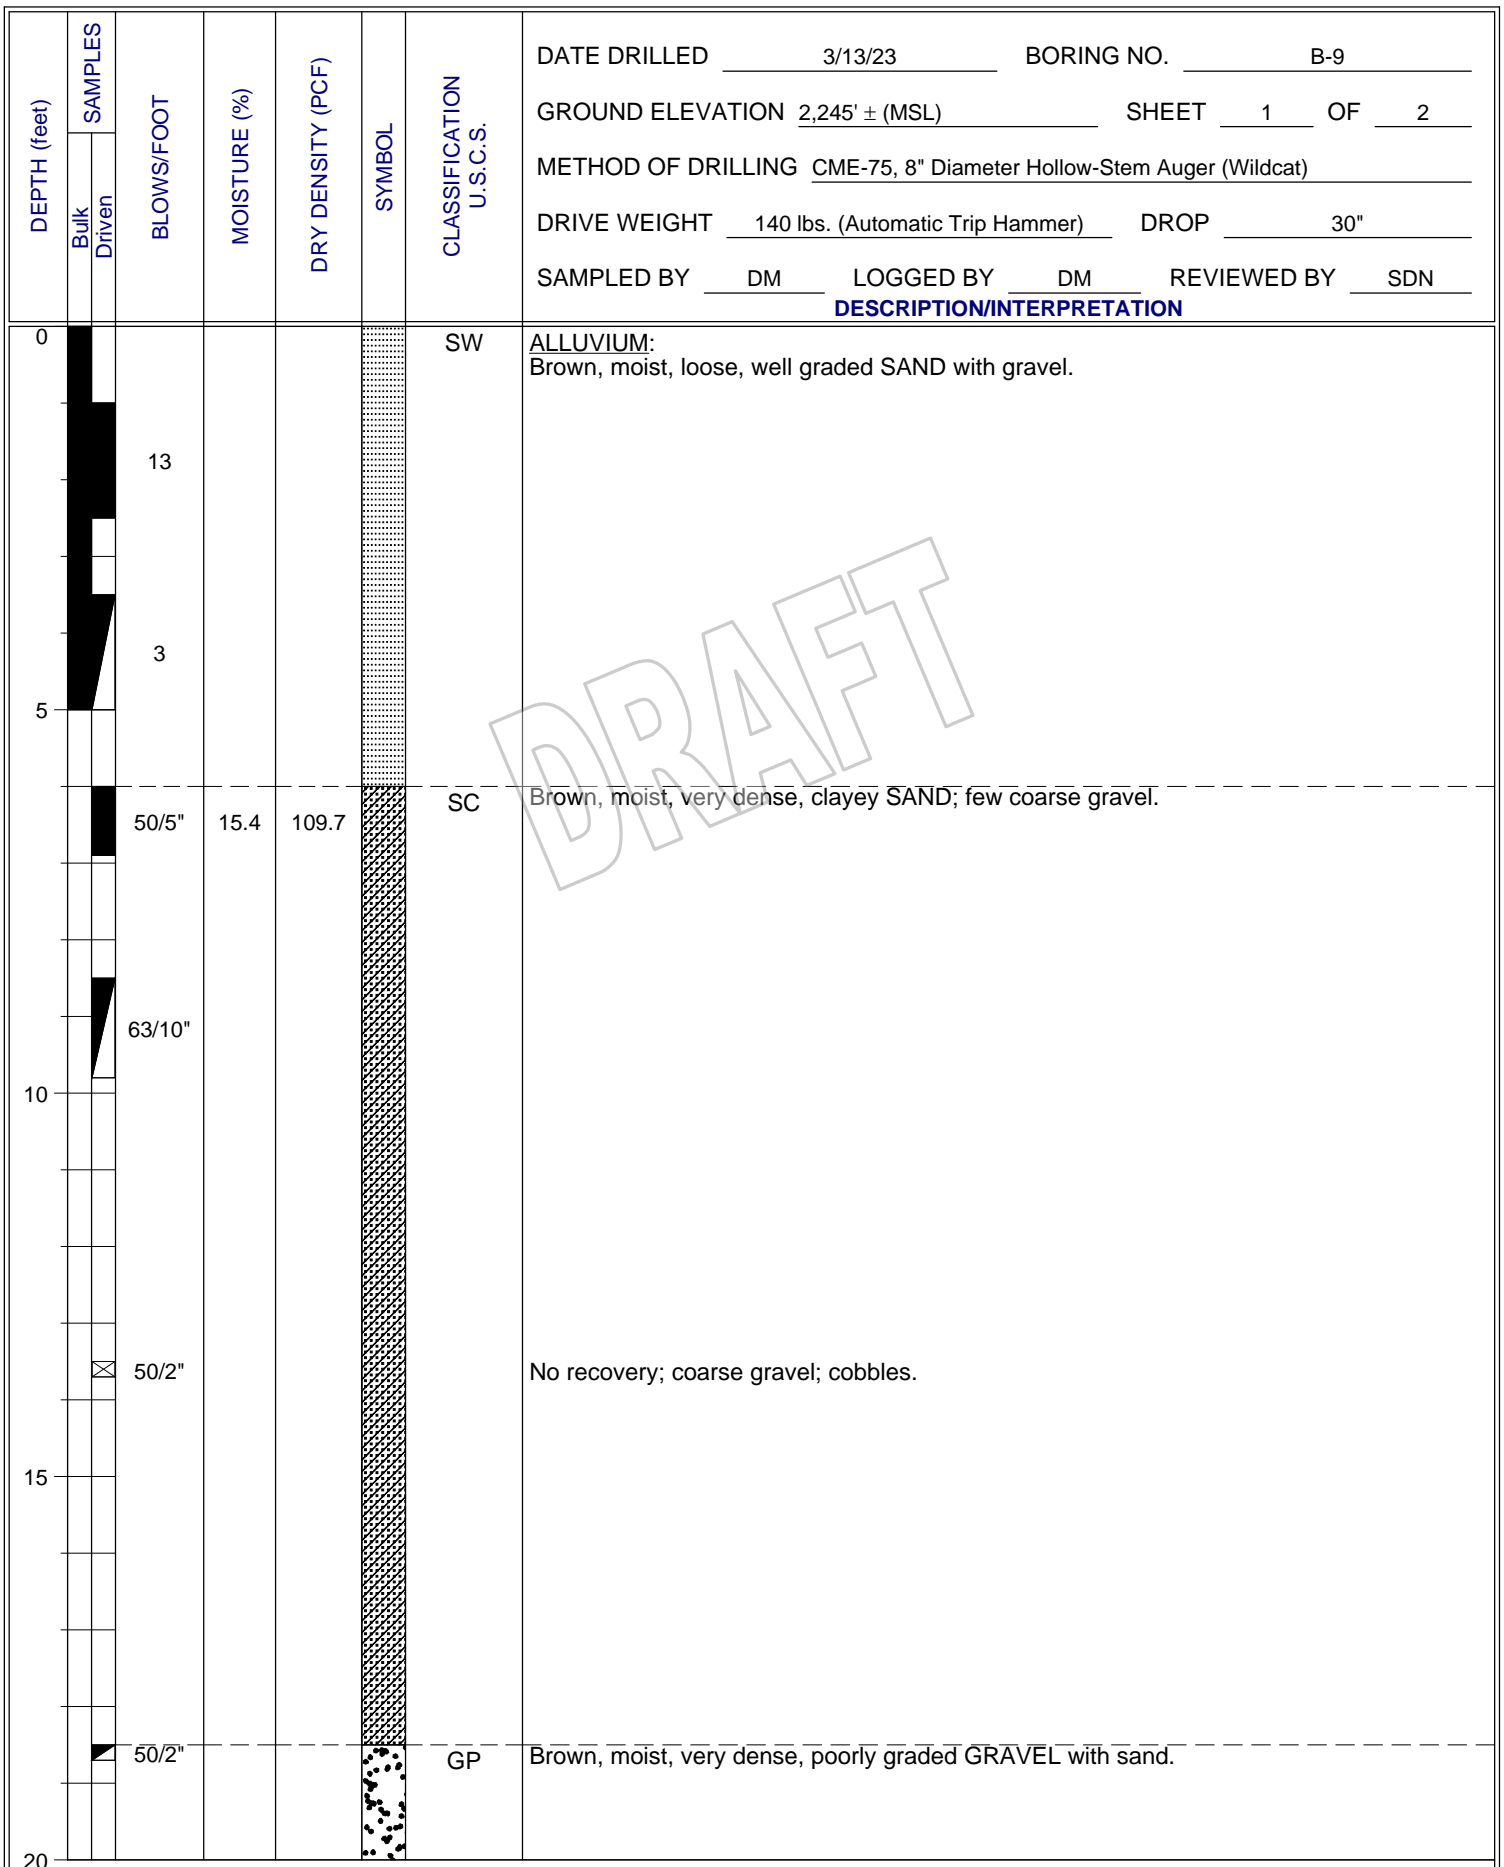 DEPTH (feet)
SAMPLES
Bulk
Driven
BLOWS/FOOT
MOISTURE (%)
DRY DENSITY (PCF)
SYMBOL
CLASSIFICATION
U.S.C.S.
DATE DRILLED 3/13/23 BORING NO. B-9
GROUND ELEVATION 2,245' ± (MSL) SHEET 1 OF 2
METHOD OF DRILLING CME-75, 8" Diameter Hollow-Stem Auger (Wildcat)
DRIVE WEIGHT 140 lbs. (Automatic Trip Hammer) DROP 30"
SAMPLED BY DM LOGGED BY DM REVIEWED BY SDN
DESCRIPTION/INTERPRETATION
0 SW ALLUVIUM:
Brown, moist, loose, well graded SAND with gravel.
13
3
5
DRAFT
SC Brown, moist, very dense, clayey SAND; few coarse gravel.
50/5" 15.4 109.7
63/10"
10
50/2" No recovery; coarse gravel; cobbles.
15
50/2" GP Brown, moist, very dense, poorly graded GRAVEL with sand.
20